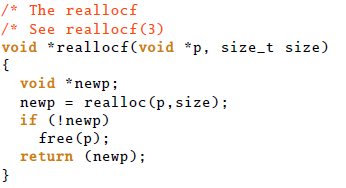 /* The reallocf
/* See reallocf(3)
void *reallocf(void *p, size_t size)
{
  void *newp;
  newp = realloc(p,size);
  if (!newp)
    free(p);
  return (newp);
}